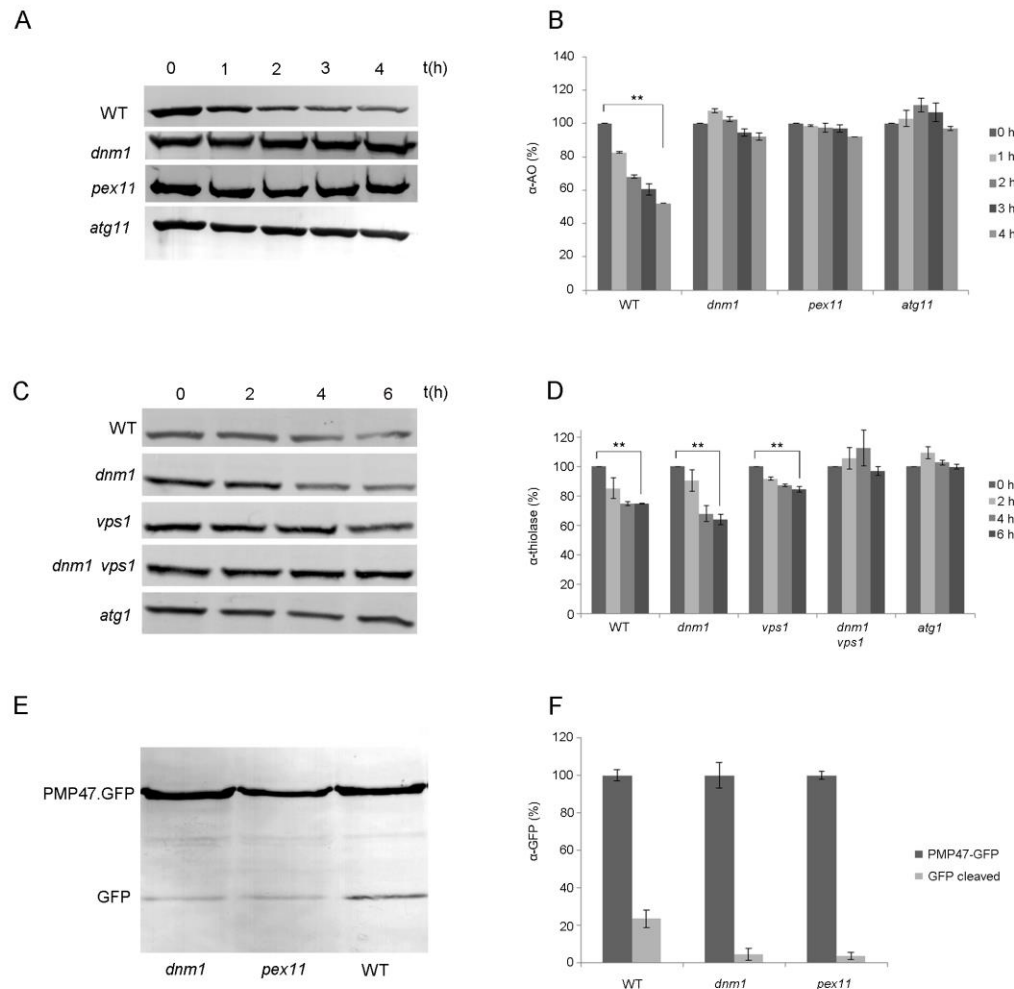 A
0 1 2 3 4 t(h)
WT
dnm1
pex11
atg11
B
α-AO (%)
140
120
100
80
60
40
20
0
WT dnm1 pex11 atg11
**
0 h
1 h
2 h
3 h
4 h
C
0 2 4 6 t(h)
WT
dnm1
vps1
dnm1 vps1
atg1
D
α-thiolase (%)
120
100
80
60
40
20
0
** ** **
WT dnm1 vps1 dnm1 atg1
vps1
0 h
2 h
4 h
6 h
E
PMP47.GFP
GFP
dnm1 pex11 WT
F
α-GFP (%)
120
100
80
60
40
20
0
WT dnm1 pex11
PMP47-GFP
GFP cleaved